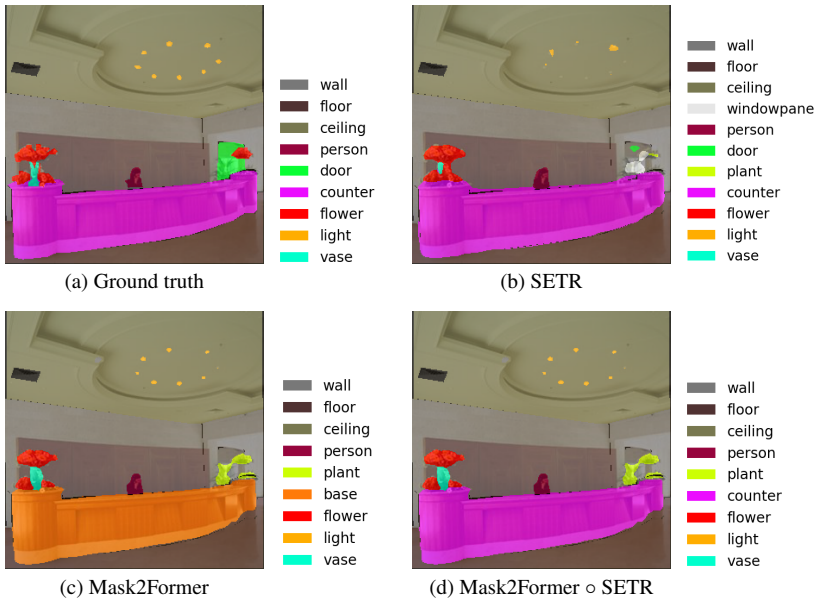 wall
floor
ceiling
person
door
counter
flower
light
vase
(a) Ground truth
wall
floor
ceiling
windowpane
person
door
plant
counter
flower
light
vase
(b) SETR
wall
floor
ceiling
person
plant
base
flower
light
vase
(c) Mask2Former
wall
floor
ceiling
person
plant
counter
flower
light
vase
(d) Mask2Former ∘ SETR